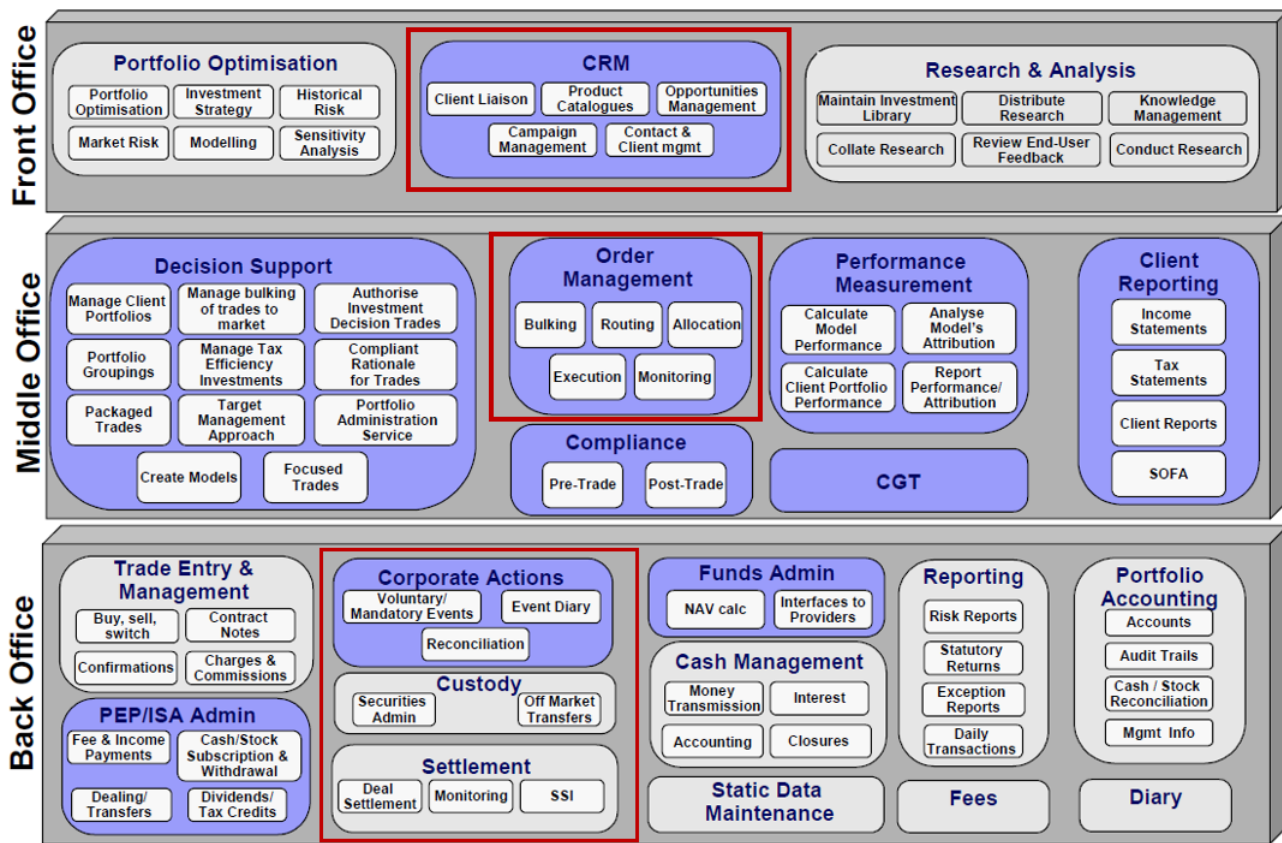 Front Office
Portfolio Optimisation
Portfolio
Optimisation
Investment
Strategy
Historical
Risk
Market Risk
Modelling
Sensitivity
Analysis
CRM
Client Liaison
Product
Catalogues
Opportunities
Management
Campaign
Management
Contact &
Client mgmt
Research & Analysis
Maintain Investment
Library
Distribute
Research
Knowledge
Management
Collate Research
Review End-User
Feedback
Conduct Research
Middle Office
Decision Support
Manage Client
Portfolios
Manage bulking
of trades to
market
Authorise
Investment
Decision Trades
Portfolio
Groupings
Manage Tax
Efficiency
Investments
Compliant
Rationale
for Trades
Packaged
Trades
Target
Management
Approach
Portfolio
Administration
Service
Create Models
Focused
Trades
Order
Management
Bulking
Routing
Allocation
Execution
Monitoring
Compliance
Pre-Trade
Post-Trade
Performance
Measurement
Calculate
Model
Performance
Analyse
Model's
Attribution
Calculate
Client Portfolio
Performance
Report
Performance/
Attribution
CGT
Client
Reporting
Income
Statements
Tax
Statements
Client Reports
SOFA
Back Office
Trade Entry &
Management
Buy, sell,
switch
Contract
Notes
Confirmations
Charges &
Commissions
PEP/ISA Admin
Fee & Income
Payments
Cash/Stock
Subscription &
Withdrawal
Dealing/
Transfers
Dividends/
Tax Credits
Corporate Actions
Voluntary/
Mandatory Events
Event Diary
Reconciliation
Custody
Securities
Admin
Off Market
Transfers
Settlement
Deal
Settlement
Monitoring
SSI
Funds Admin
NAV calc
Interfaces to
Providers
Cash Management
Money
Transmission
Interest
Accounting
Closures
Static Data
Maintenance
Reporting
Risk Reports
Statutory
Returns
Exception
Reports
Daily
Transactions
Fees
Portfolio
Accounting
Accounts
Audit Trails
Cash / Stock
Reconciliation
Mgmt Info
Diary